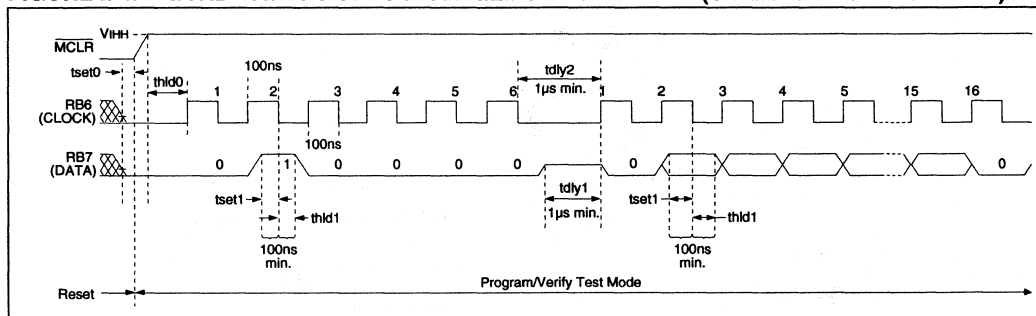 VIHH
MCLR
tset0
thld0
100ns
tdly2
1µs min.
1 2 3 4 5 6 1 2 3 4 5 15 16
RB6
(CLOCK)
100ns
RB7
(DATA)
0 1 0 0 0 0 0 0
tset1
thld1
100ns
min.
tdly1
1µs min.
tset1
thld1
100ns
min.
Reset
Program/Verify Test Mode